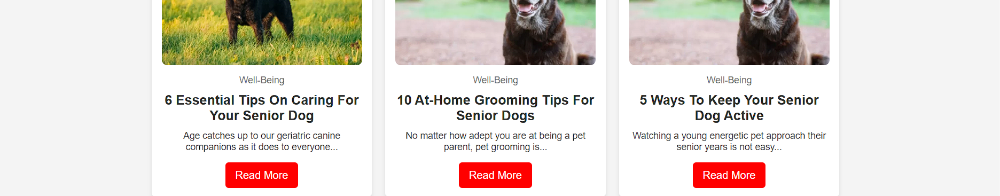 Well-Being
6 Essential Tips On Caring For
Your Senior Dog
Age catches up to our geriatric canine
companions as it does to everyone...
Read More
Well-Being
10 At-Home Grooming Tips For
Senior Dogs
No matter how adept you are at being a pet
parent, pet grooming is...
Read More
Well-Being
5 Ways To Keep Your Senior
Dog Active
Watching a young energetic pet approach their
senior years is not easy...
Read More